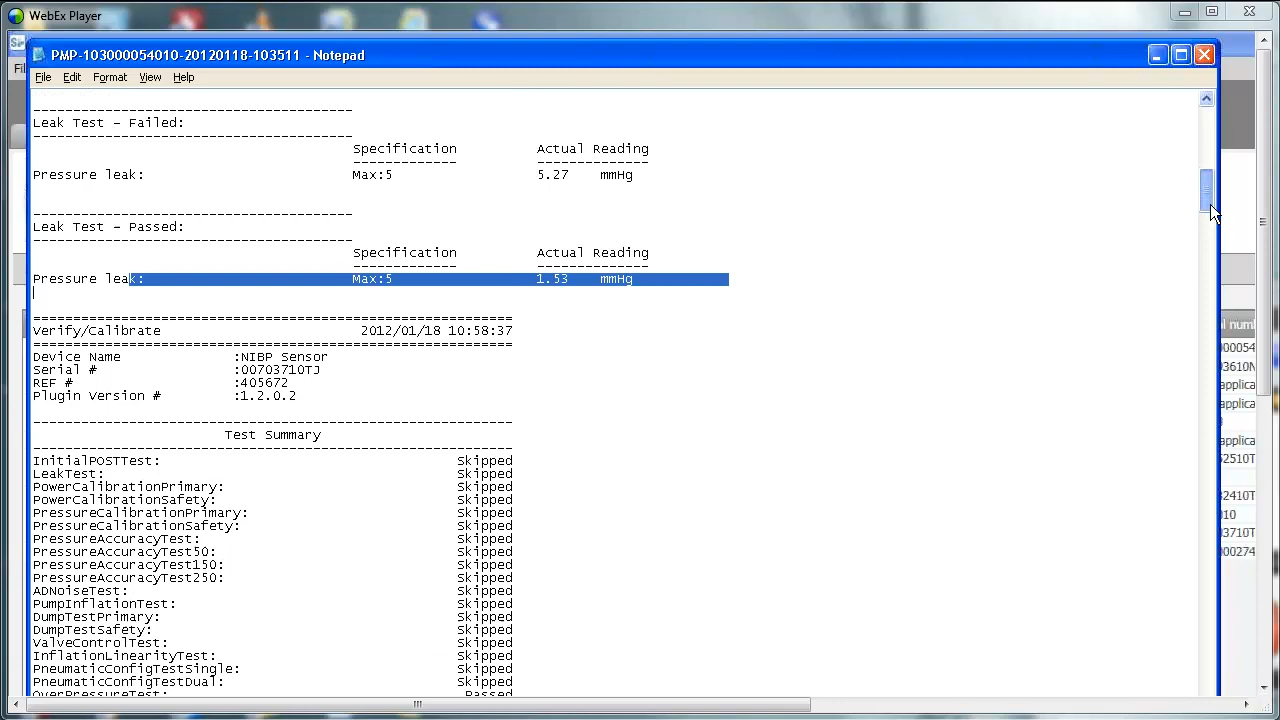 WebEx Player
PMP-103000054010-20120118-103511 - Notepad
File Edit Format View Help
-----------------------------------------
Leak Test - Failed:
-----------------------------------------
Specification Actual Reading
------------- --------------
Pressure leak: Max:5 5.27 mmHg
-----------------------------------------
Leak Test - Passed:
-----------------------------------------
Specification Actual Reading
------------- --------------
Pressure leak: Max:5 1.53 mmHg
============================================================
Verify/Calibrate 2012/01/18 10:58:37
============================================================
Device Name :NIBP Sensor
Serial # :00703710TJ
REF # :405672
Plugin Version # :1.2.0.2
------------------------------------------------------------
Test Summary
------------------------------------------------------------
InitialPOSTTest: Skipped
LeakTest: Skipped
PowerCalibrationPrimary: Skipped
PowerCalibrationSafety: Skipped
PressureCalibrationPrimary: Skipped
PressureCalibrationSafety: Skipped
PressureAccuracyTest: Skipped
PressureAccuracyTest50: Skipped
PressureAccuracyTest150: Skipped
PressureAccuracyTest250: Skipped
ADNoiseTest: Skipped
PumpInflationTest: Skipped
DumpTestPrimary: Skipped
DumpTestSafety: Skipped
ValveControlTest: Skipped
InflationLinearityTest: Skipped
PneumaticConfigTestSingle: Skipped
PneumaticConfigTestDual: Skipped
OverPressureTest: Passed